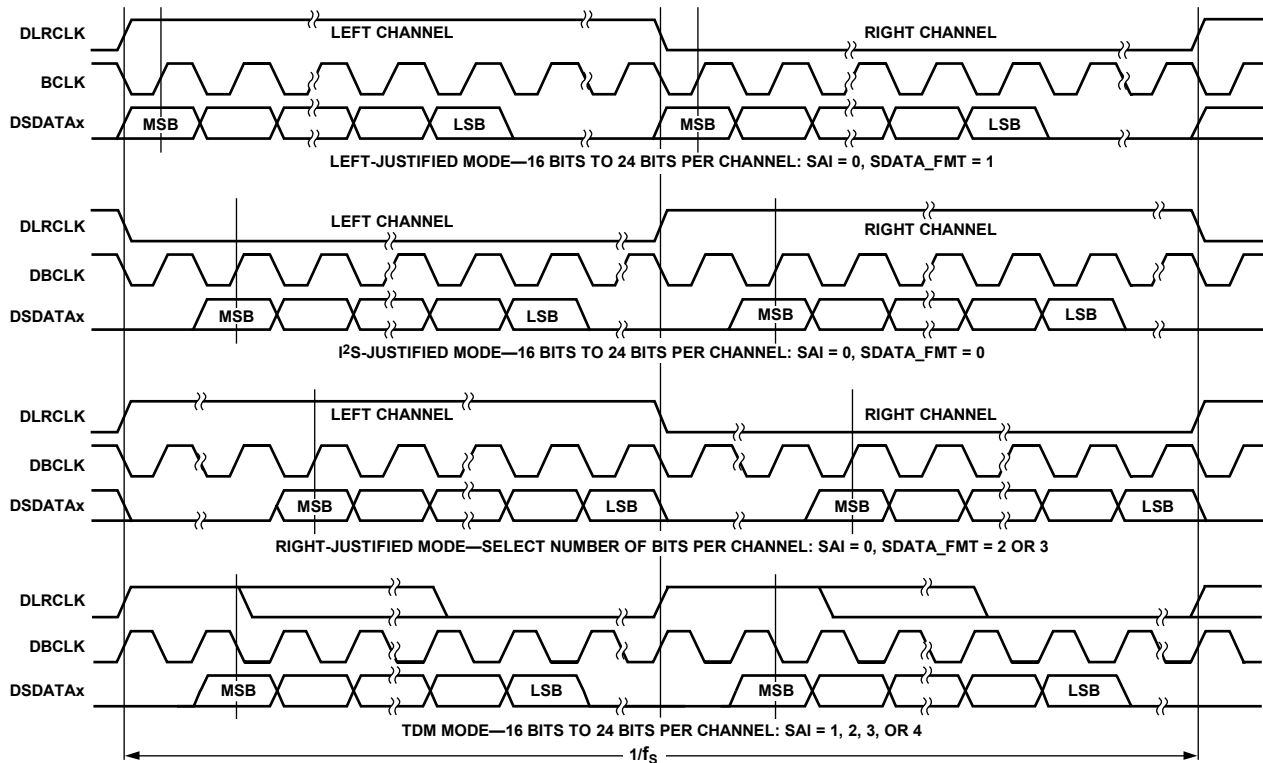 DLRCLK LEFT CHANNEL RIGHT CHANNEL
BCLK
DSDATAx MSB LSB MSB LSB
LEFT-JUSTIFIED MODE—16 BITS TO 24 BITS PER CHANNEL: SAI = 0, SDATA_FMT = 1
DLRCLK LEFT CHANNEL RIGHT CHANNEL
DBCLK
DSDATAx MSB LSB MSB LSB
I²S-JUSTIFIED MODE—16 BITS TO 24 BITS PER CHANNEL: SAI = 0, SDATA_FMT = 0
DLRCLK LEFT CHANNEL RIGHT CHANNEL
DBCLK
DSDATAx MSB LSB MSB LSB
RIGHT-JUSTIFIED MODE—SELECT NUMBER OF BITS PER CHANNEL: SAI = 0, SDATA_FMT = 2 OR 3
DLRCLK
DBCLK
DSDATAx MSB LSB MSB LSB
TDM MODE—16 BITS TO 24 BITS PER CHANNEL: SAI = 1, 2, 3, OR 4
1/fS